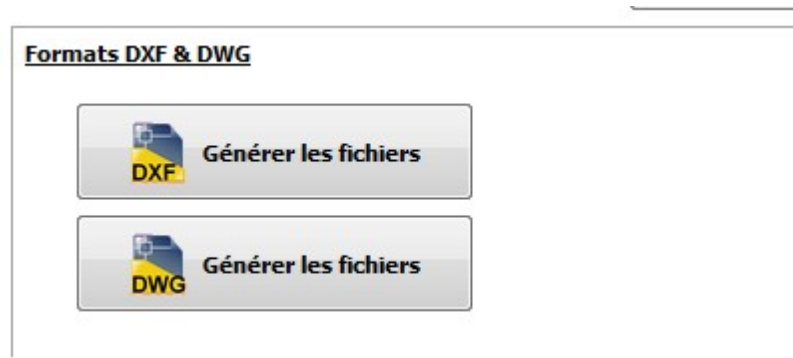 Formats DXF & DWG
DXF
Générer les fichiers
DWG
Générer les fichiers